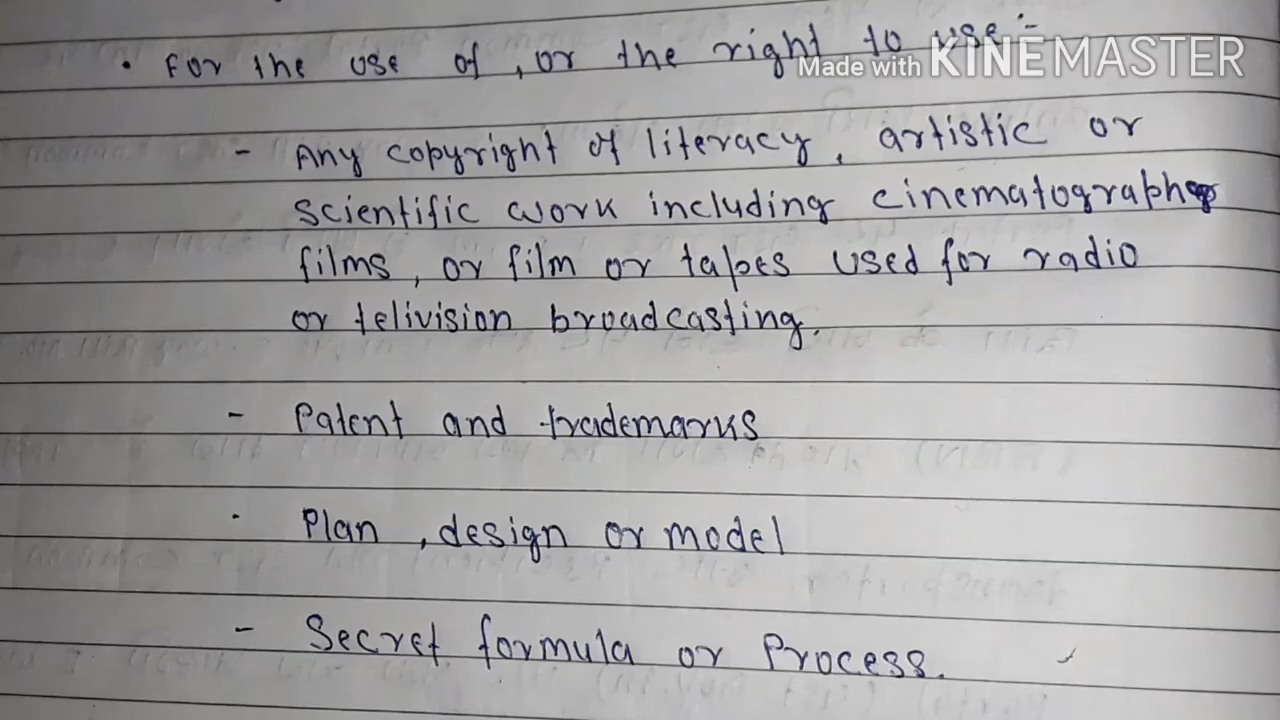 • For the use of , or the right to use :-
Made with KINEMASTER
- Any copyright of literacy, artistic or
scientific work including cinematographe
films, or film or tapes used for radio
or telivision broadcasting.
- Patent and trademarks
· Plan , design or model
- Secret formula or Process.